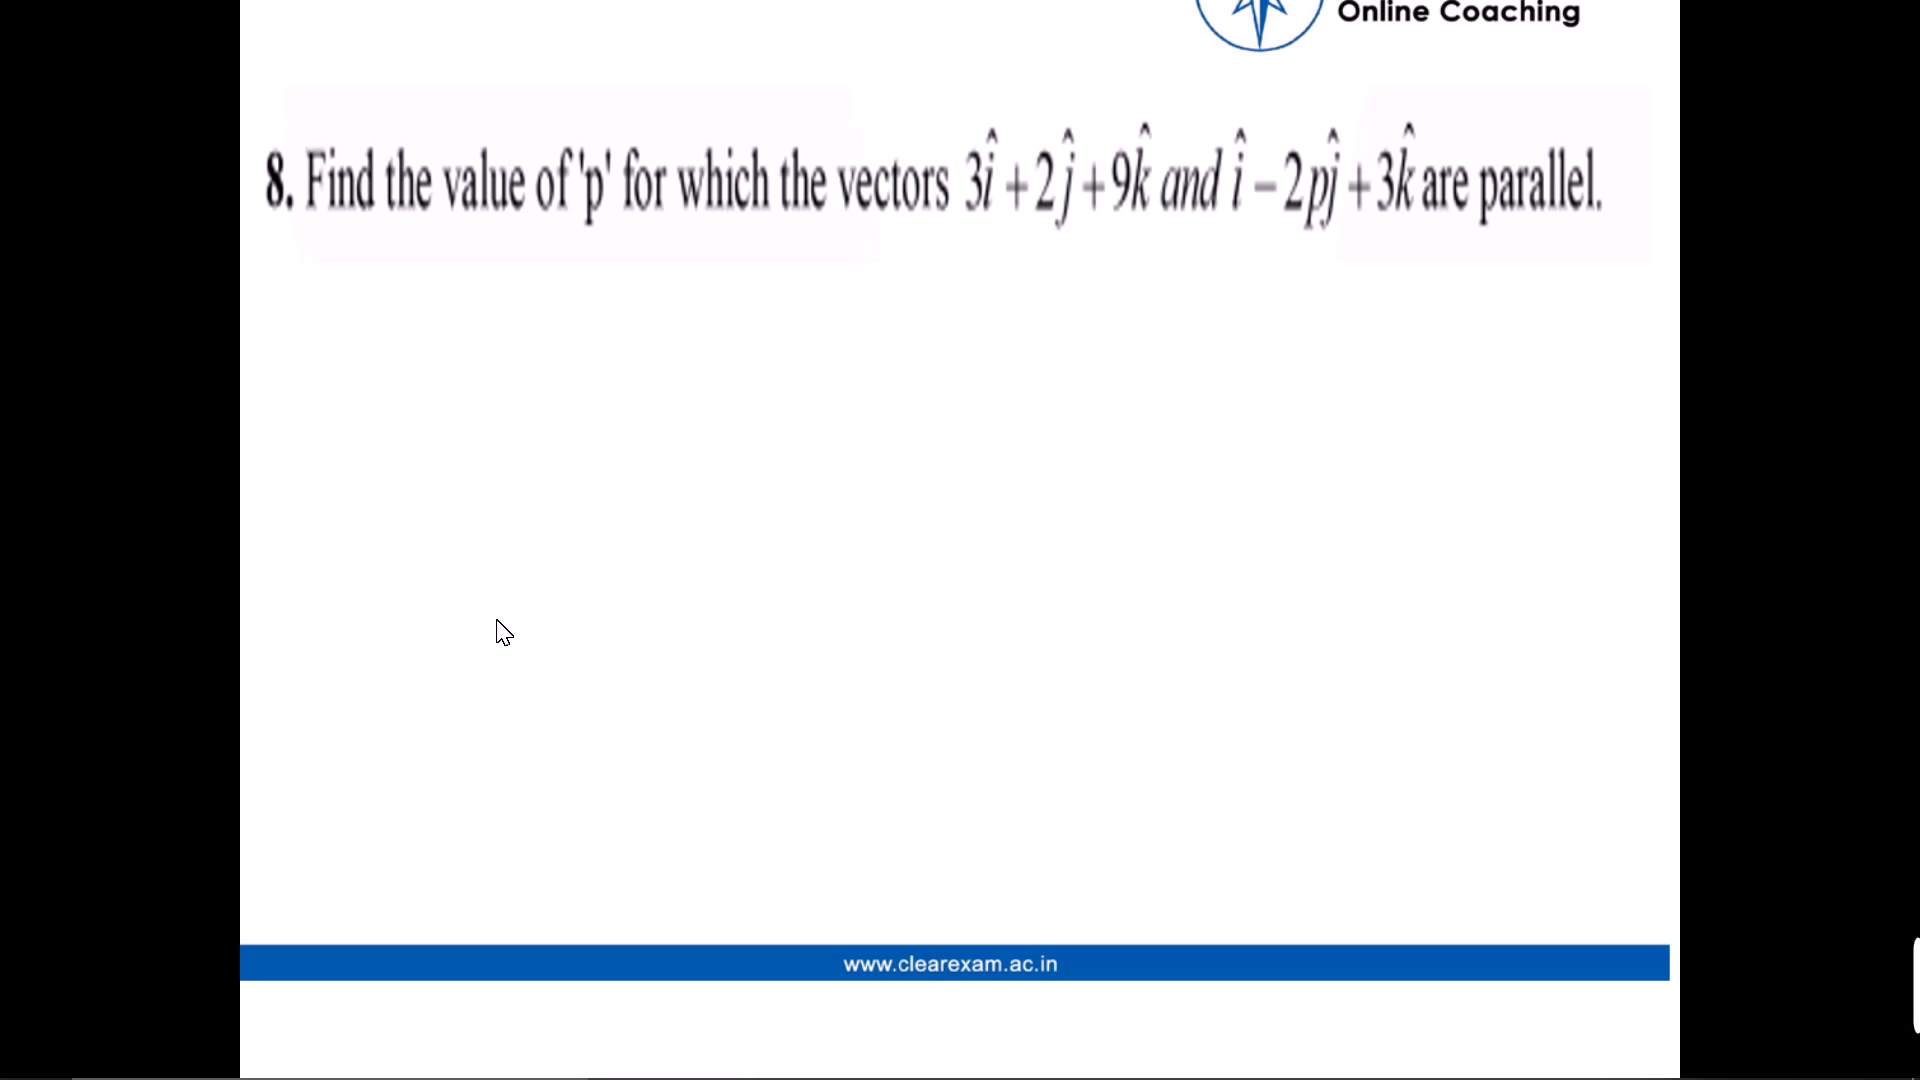 Online Coaching
8. Find the value of 'p' for which the vectors 3î + 2ĵ + 9k̂ and î − 2pĵ + 3k̂ are parallel.
www.clearexam.ac.in